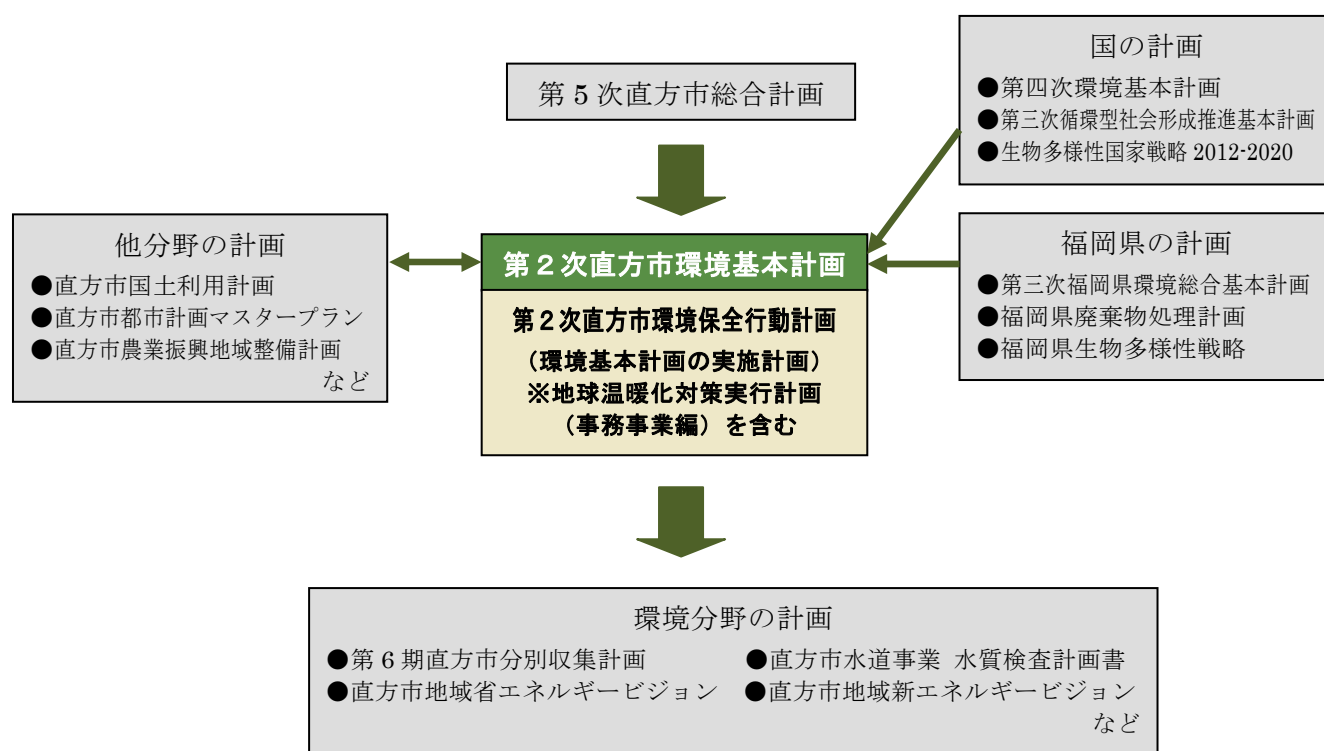 第 5 次直方市総合計画
国の計画
●第四次環境基本計画
●第三次循環型社会形成推進基本計画
●生物多様性国家戦略 2012-2020
他分野の計画
●直方市国土利用計画
●直方市都市計画マスタープラン
●直方市農業振興地域整備計画
など
第２次直方市環境基本計画
第２次直方市環境保全行動計画
（環境基本計画の実施計画）
※地球温暖化対策実行計画
（事務事業編）を含む
福岡県の計画
●第三次福岡県環境総合基本計画
●福岡県廃棄物処理計画
●福岡県生物多様性戦略
環境分野の計画
●第 6 期直方市分別収集計画
●直方市水道事業 水質検査計画書
●直方市地域省エネルギービジョン
●直方市地域新エネルギービジョン
など